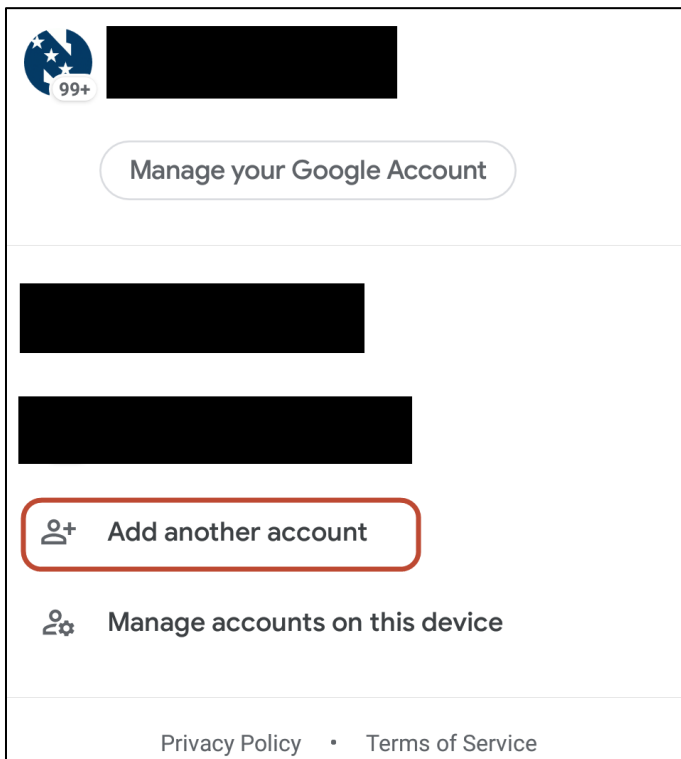 99+
Manage your Google Account
Add another account
Manage accounts on this device
Privacy Policy • Terms of Service